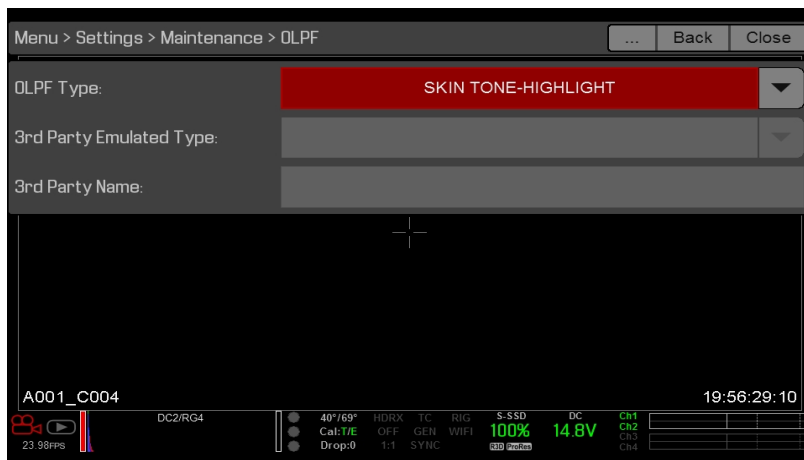 Menu > Settings > Maintenance > OLPF
... Back Close
OLPF Type: SKIN TONE-HIGHLIGHT
3rd Party Emulated Type:
3rd Party Name:
A001_C004 19:56:29:10
DC2/RG4 40°/69° HDRX TC RIG S-SSD DC Ch1
Cal:T/E OFF GEN WIFI 100% 14.8V Ch2
23.98FPS Drop:0 1:1 SYNC R3D ProRes Ch3
Ch4